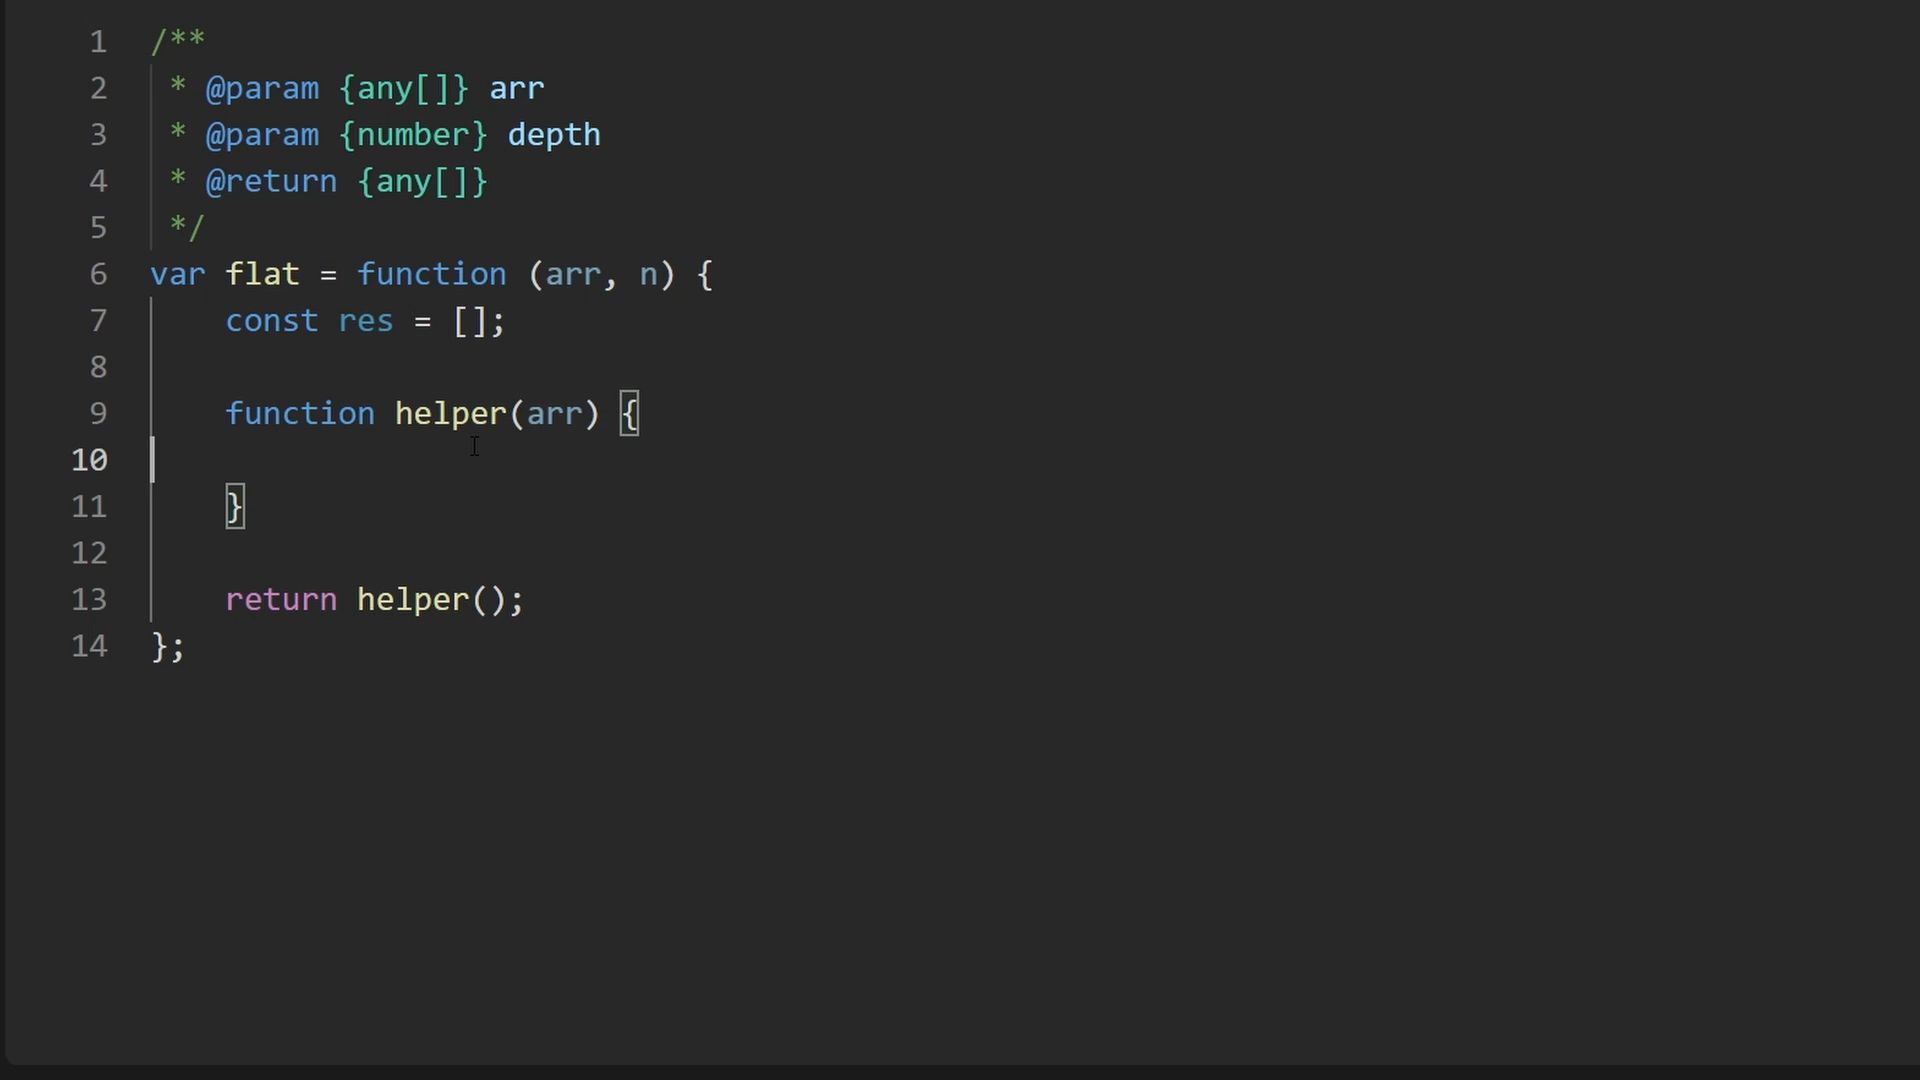 1 /**
2  * @param {any[]} arr
3  * @param {number} depth
4  * @return {any[]}
5  */
6 var flat = function (arr, n) {
7     const res = [];
8
9     function helper(arr) {
10
11     }
12
13     return helper();
14 };